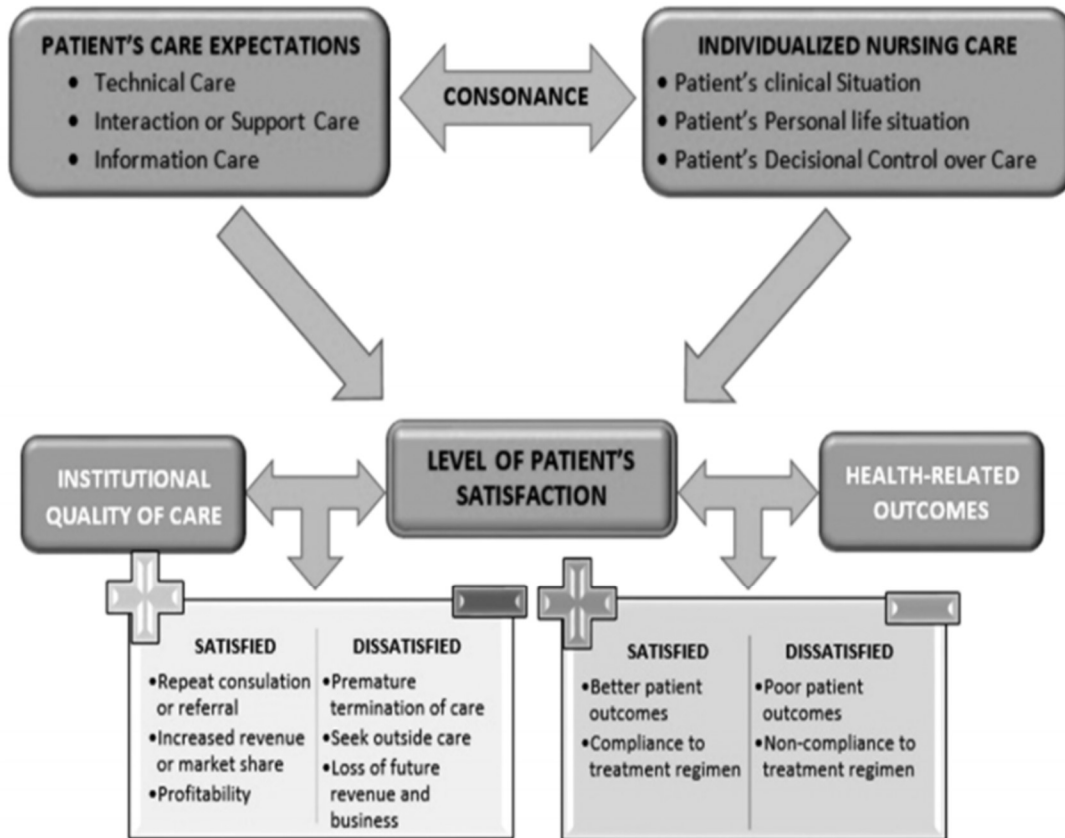 PATIENT'S CARE EXPECTATIONS
• Technical Care
• Interaction or Support Care
• Information Care
CONSONANCE
INDIVIDUALIZED NURSING CARE
• Patient's clinical Situation
• Patient's Personal life situation
• Patient's Decisional Control over Care
INSTITUTIONAL
QUALITY OF CARE
LEVEL OF PATIENT'S
SATISFACTION
HEALTH-RELATED
OUTCOMES
SATISFIED
•Repeat consulation
or referral
•Increased revenue
or market share
•Profitability
DISSATISFIED
•Premature
termination of care
•Seek outside care
•Loss of future
revenue and
business
SATISFIED
•Better patient
outcomes
•Compliance to
treatment regimen
DISSATISFIED
•Poor patient
outcomes
•Non-compliance to
treatment regimen